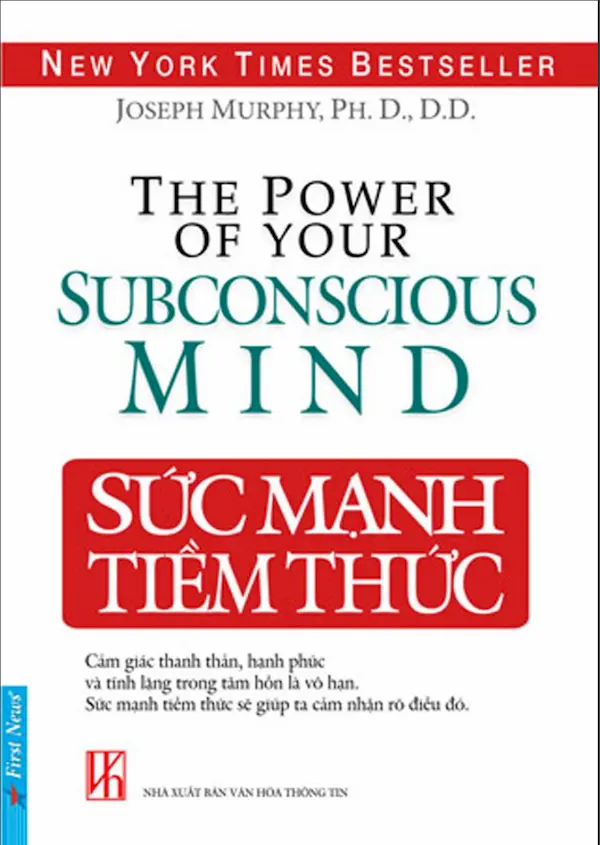 NEW YORK TIMES BESTSELLER
JOSEPH MURPHY, PH. D., D.D.
THE POWER
OF YOUR
SUBCONSCIOUS
MIND
SỨC MẠNH
TIỀM THỨC
Cảm giác thanh thản, hạnh phúc
và tĩnh lặng trong tâm hồn là vô hạn.
Sức mạnh tiềm thức sẽ giúp ta cảm nhận rõ điều đó.
First News
NHÀ XUẤT BẢN VĂN HÓA THÔNG TIN